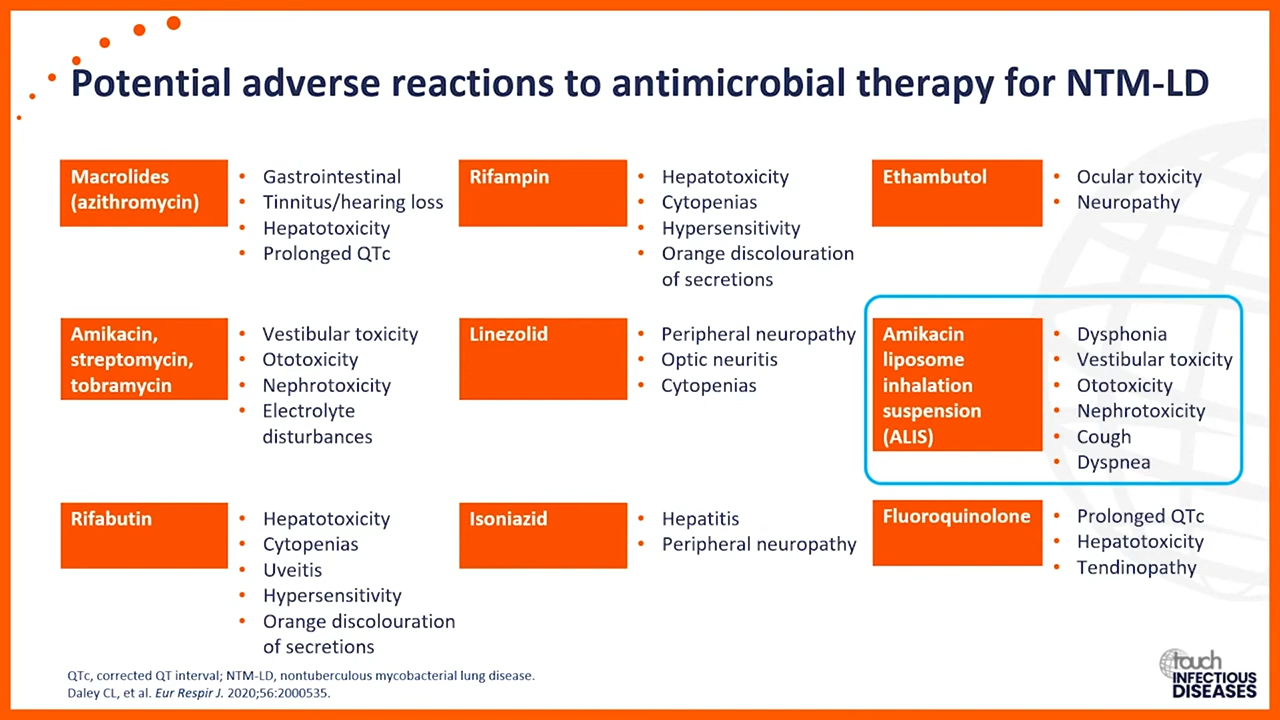 Potential adverse reactions to antimicrobial therapy for NTM-LD
Macrolides
(azithromycin)
• Gastrointestinal
• Tinnitus/hearing loss
• Hepatotoxicity
• Prolonged QTc
Rifampin
• Hepatotoxicity
• Cytopenias
• Hypersensitivity
• Orange discolouration
of secretions
Ethambutol
• Ocular toxicity
• Neuropathy
Amikacin,
streptomycin,
tobramycin
• Vestibular toxicity
• Ototoxicity
• Nephrotoxicity
• Electrolyte
disturbances
Linezolid
• Peripheral neuropathy
• Optic neuritis
• Cytopenias
Amikacin
liposome
inhalation
suspension
(ALIS)
• Dysphonia
• Vestibular toxicity
• Ototoxicity
• Nephrotoxicity
• Cough
• Dyspnea
Rifabutin
• Hepatotoxicity
• Cytopenias
• Uveitis
• Hypersensitivity
• Orange discolouration
of secretions
Isoniazid
• Hepatitis
• Peripheral neuropathy
Fluoroquinolone
• Prolonged QTc
• Hepatotoxicity
• Tendinopathy
QTc, corrected QT interval; NTM-LD, nontuberculous mycobacterial lung disease.
Daley CL, et al. Eur Respir J. 2020;56:2000535.
touch
INFECTIOUS
DISEASES